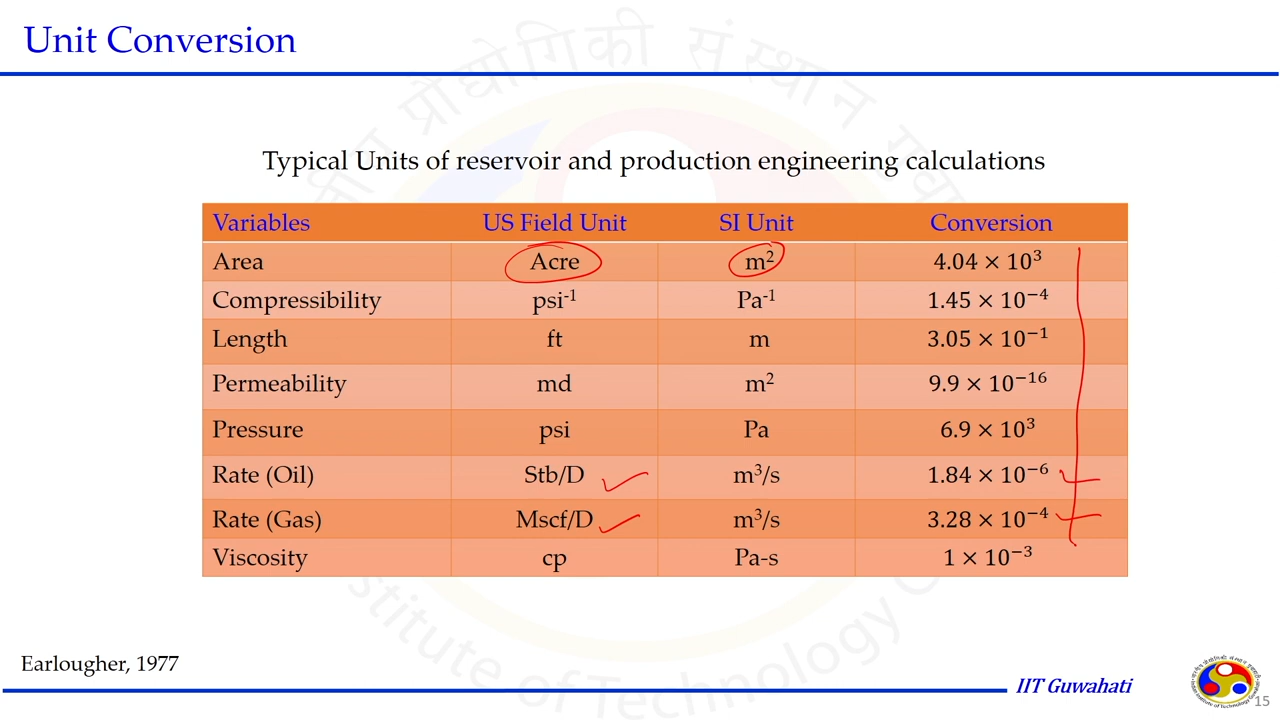 Unit Conversion
Typical Units of reservoir and production engineering calculations
Variables US Field Unit SI Unit Conversion
Area Acre m² 4.04 × 10³
Compressibility psi⁻¹ Pa⁻¹ 1.45 × 10⁻⁴
Length ft m 3.05 × 10⁻¹
Permeability md m² 9.9 × 10⁻¹⁶
Pressure psi Pa 6.9 × 10³
Rate (Oil) Stb/D m³/s 1.84 × 10⁻⁶
Rate (Gas) Mscf/D m³/s 3.28 × 10⁻⁴
Viscosity cp Pa-s 1 × 10⁻³
Earlougher, 1977
IIT Guwahati
15